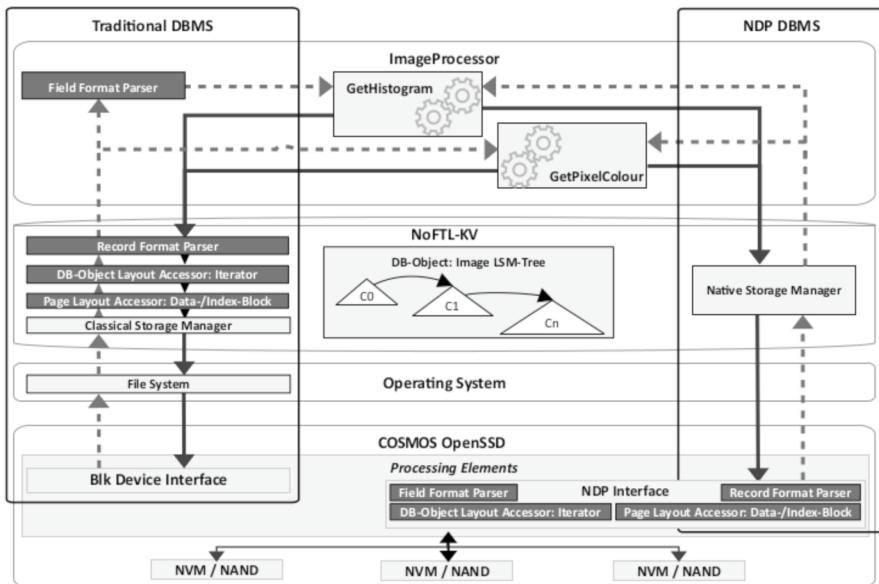 Traditional DBMS
NDP DBMS
ImageProcessor
Field Format Parser
GetHistogram
GetPixelColour
NoFTL-KV
Record Format Parser
DB-Object Layout Accessor: Iterator
Page Layout Accessor: Data-/Index-Block
Classical Storage Manager
DB-Object: Image LSM-Tree
C0
C1
Cn
Native Storage Manager
File System
Operating System
COSMOS OpenSSD
Blk Device Interface
Processing Elements
Field Format Parser
NDP Interface
Record Format Parser
DB-Object Layout Accessor: Iterator
Page Layout Accessor: Data-/Index-Block
NVM / NAND
NVM / NAND
NVM / NAND